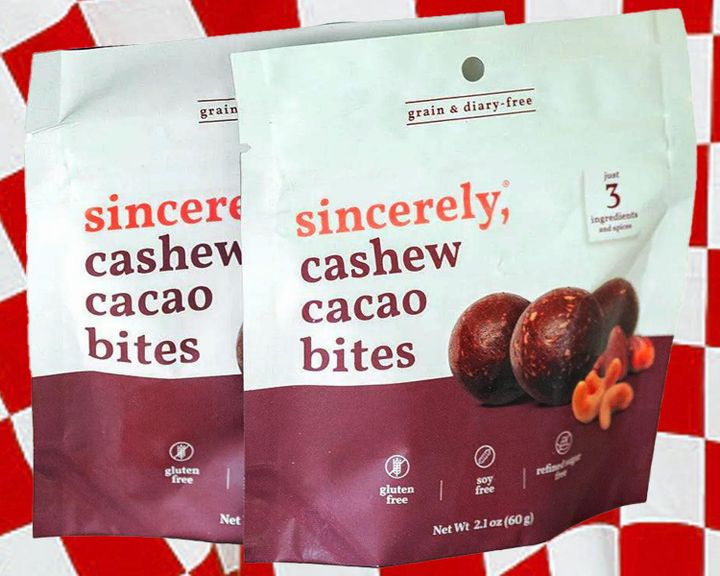 grain
sincere
cashew
cacao
bites
gluten
free
Net
grain & diary-free
just
3
ingredients
and spices
sincerely,®
cashew
cacao
bites
gluten
free
soy
free
refined sugar
free
Net Wt 2.1 oz (60 g)